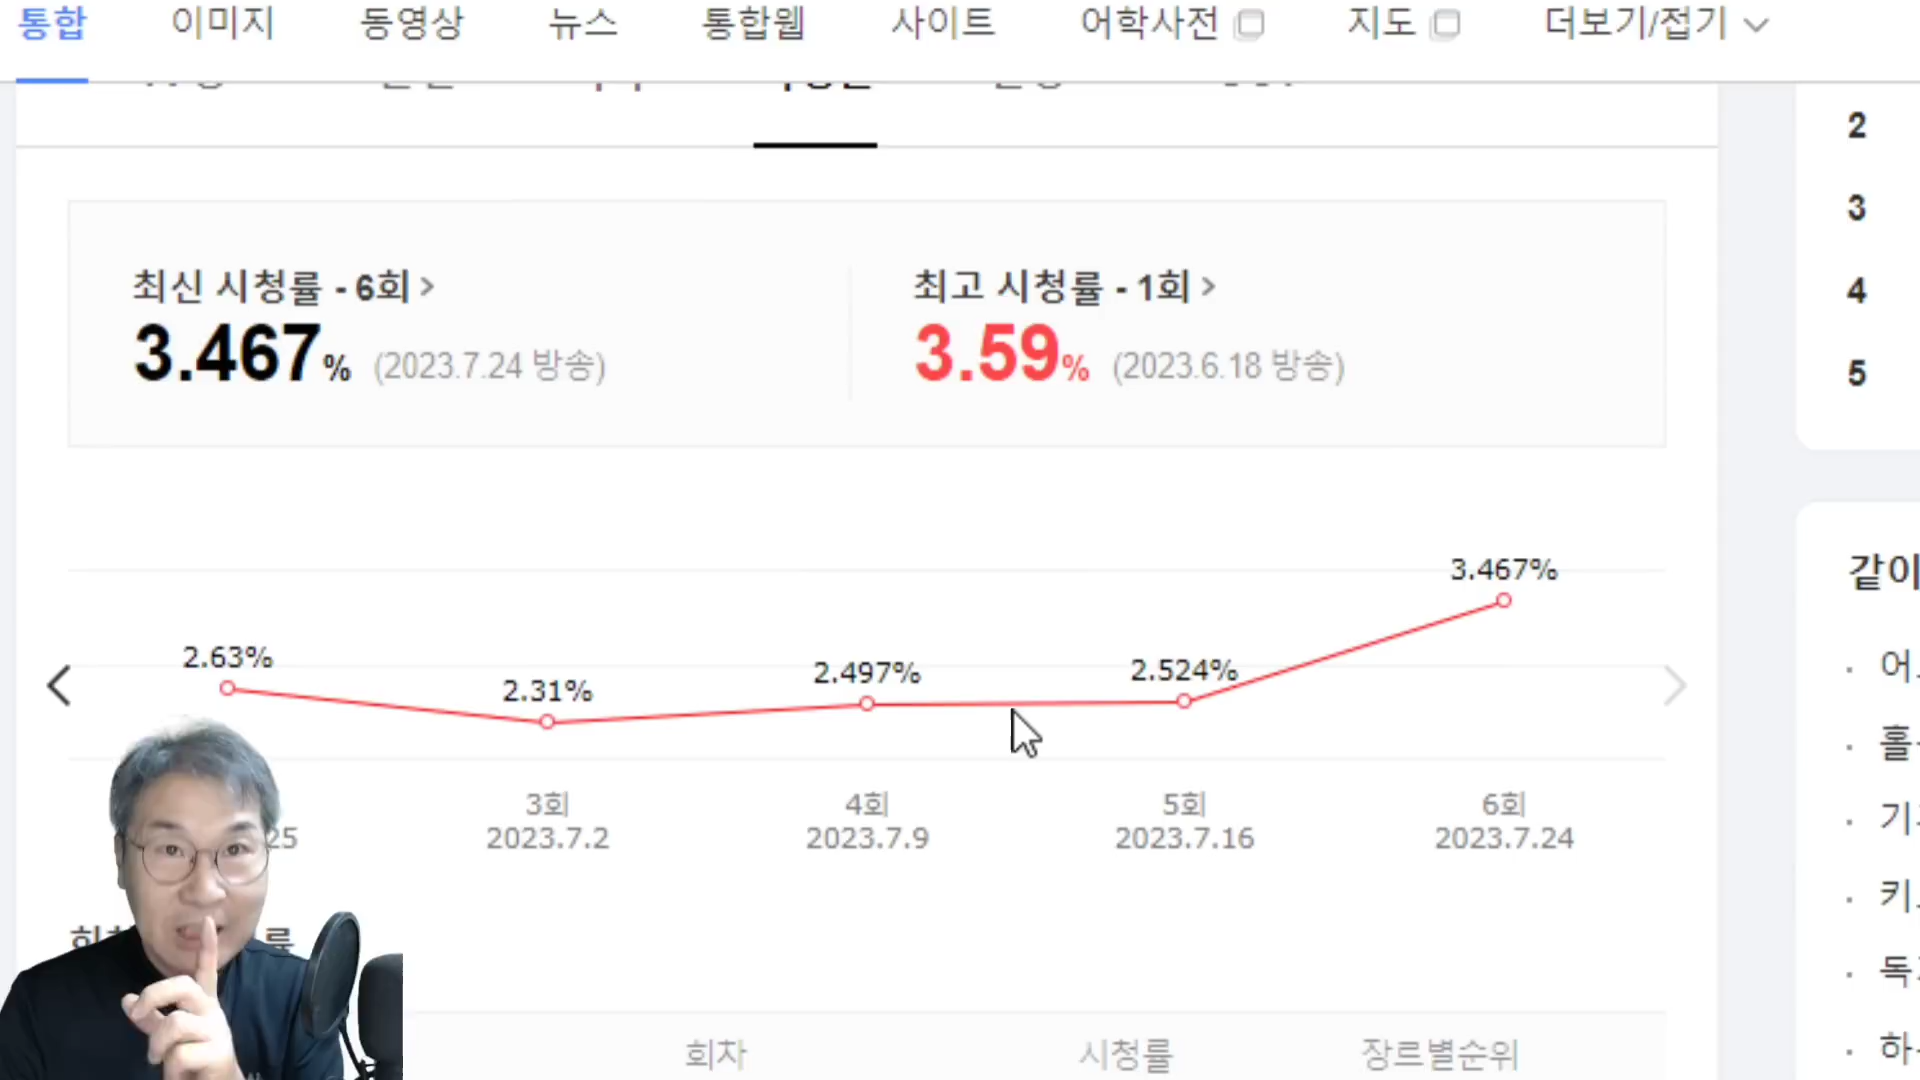 통합 이미지 동영상 뉴스 통합웹 사이트 어학사전 지도 더보기/접기
2
3
4
5
최신 시청률 - 6회 >
3.467% (2023.7.24 방송)
최고 시청률 - 1회 >
3.59% (2023.6.18 방송)
2.63%
2.31%
2.497%
2.524%
3.467%
25
3회
2023.7.2
4회
2023.7.9
5회
2023.7.16
6회
2023.7.24
률
회차 시청률 장르별순위
같이